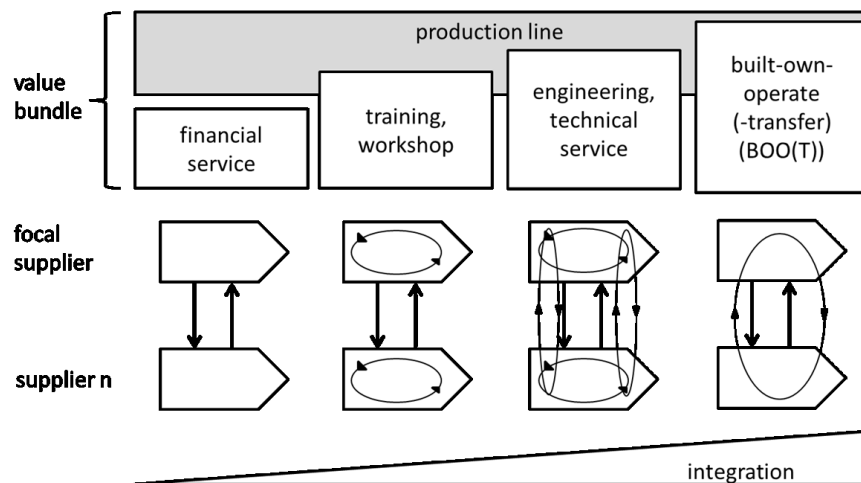 production line
value
bundle
financial
service
training,
workshop
engineering,
technical
service
built-own-
operate
(-transfer)
(BOO(T))
focal
supplier
supplier n
integration